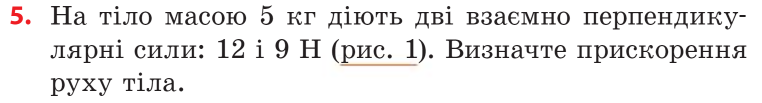 5. На тіло масою 5 кг діють дві взаємно перпендику-
лярні сили: 12 і 9 Н (рис. 1). Визначте прискорення
руху тіла.